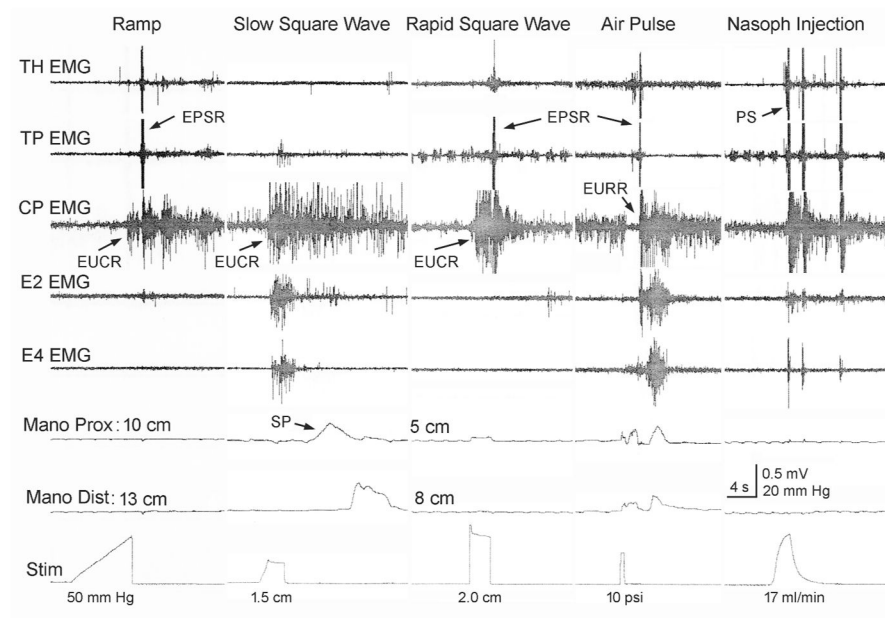 Ramp Slow Square Wave Rapid Square Wave Air Pulse Nasoph Injection
TH EMG
EPSR EPSR PS
TP EMG
EURR
CP EMG
EUCR EUCR EUCR
E2 EMG
E4 EMG
Mano Prox: 10 cm SP 5 cm
0.5 mV
4 s 20 mm Hg
Mano Dist: 13 cm 8 cm
Stim
50 mm Hg 1.5 cm 2.0 cm 10 psi 17 ml/min